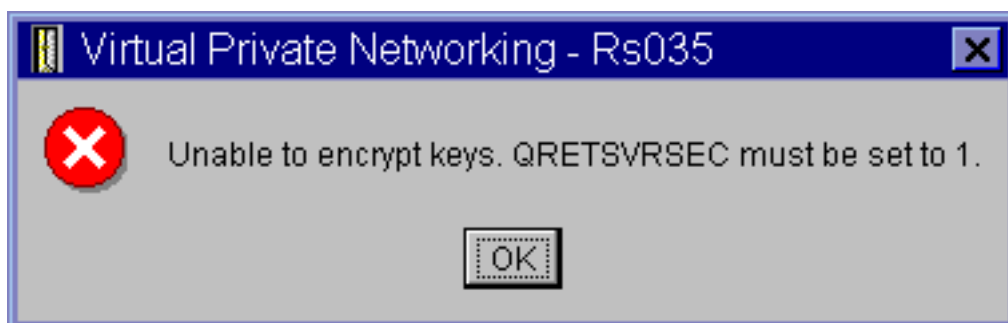 Virtual Private Networking - Rs035
Unable to encrypt keys. QRETSVRSEC must be set to 1.
OK